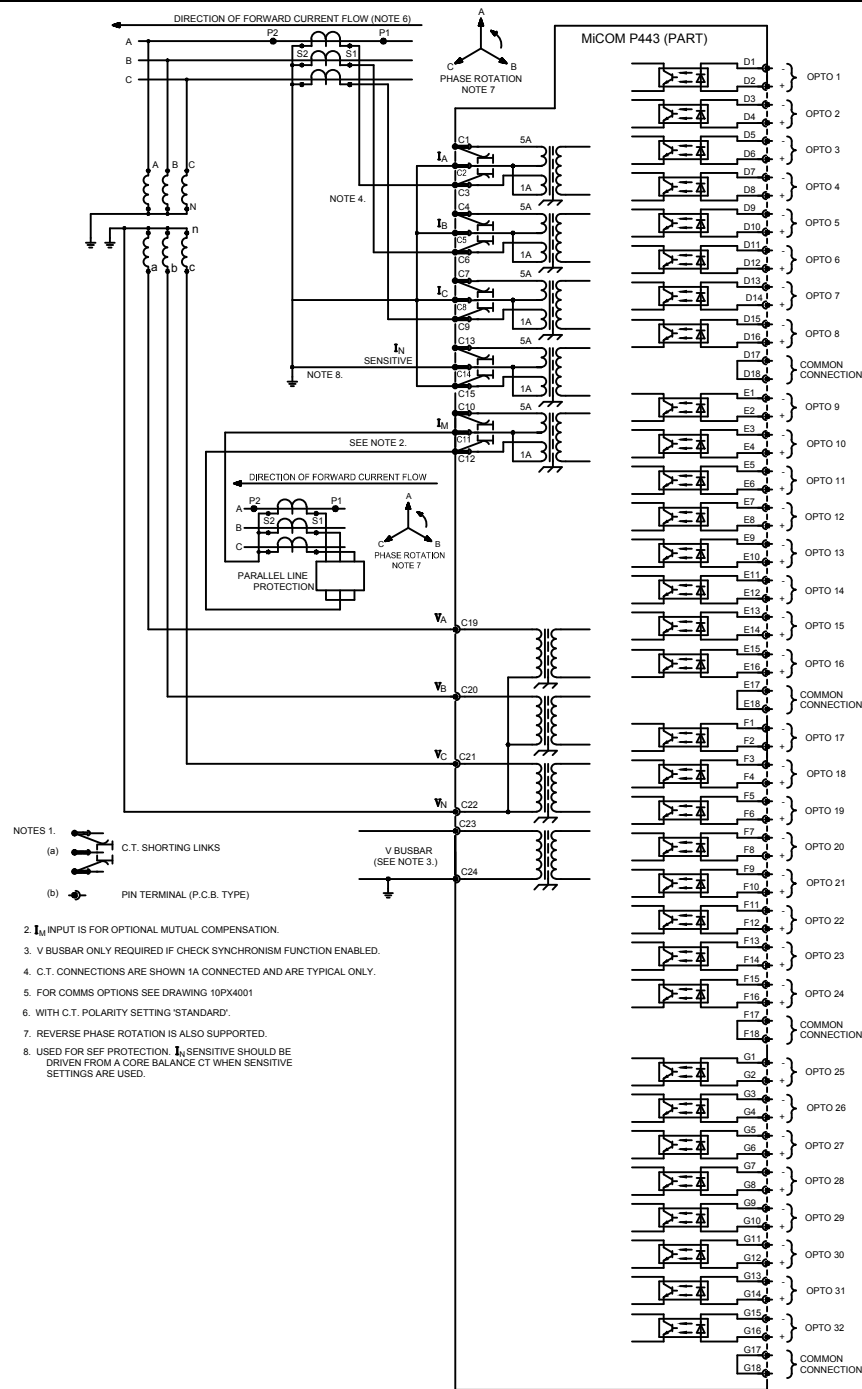 DIRECTION OF FORWARD CURRENT FLOW (NOTE 6)
A
P2
P1
A
S2
S1
B
C
C
B
PHASE ROTATION
NOTE 7
MiCOM P443 (PART)
A
B
C
N
n
a
b
c
NOTE 4.
C1
5A
IA
C2
1A
C3
C4
5A
IB
C5
1A
C6
C7
5A
IC
C8
1A
C9
C13
5A
IN
SENSITIVE
C14
1A
NOTE 8.
C15
C10
5A
IM
C11
1A
SEE NOTE 2.
C12
DIRECTION OF FORWARD CURRENT FLOW
P2
P1
A
S2
S1
B
C
A
C
B
PHASE ROTATION
NOTE 7
PARALLEL LINE
PROTECTION
VA
C19
VB
C20
VC
C21
VN
C22
C23
V BUSBAR
(SEE NOTE 3.)
C24
D1
-
D2
+
OPTO 1
D3
-
D4
+
OPTO 2
D5
-
D6
+
OPTO 3
D7
-
D8
+
OPTO 4
D9
-
D10
+
OPTO 5
D11
-
D12
+
OPTO 6
D13
-
D14
+
OPTO 7
D15
-
D16
+
OPTO 8
D17
D18
COMMON
CONNECTION
E1
-
E2
+
OPTO 9
E3
-
E4
+
OPTO 10
E5
-
E6
+
OPTO 11
E7
-
E8
+
OPTO 12
E9
-
E10
+
OPTO 13
E11
-
E12
+
OPTO 14
E13
-
E14
+
OPTO 15
E15
-
E16
+
OPTO 16
E17
E18
COMMON
CONNECTION
F1
-
F2
+
OPTO 17
F3
-
F4
+
OPTO 18
F5
-
F6
+
OPTO 19
F7
-
F8
+
OPTO 20
F9
-
F10
+
OPTO 21
F11
-
F12
+
OPTO 22
F13
-
F14
+
OPTO 23
F15
-
F16
+
OPTO 24
F17
F18
COMMON
CONNECTION
G1
-
G2
+
OPTO 25
G3
-
G4
+
OPTO 26
G5
-
G6
+
OPTO 27
G7
-
G8
+
OPTO 28
G9
-
G10
+
OPTO 29
G11
-
G12
+
OPTO 30
G13
-
G14
+
OPTO 31
G15
-
G16
+
OPTO 32
G17
G18
COMMON
CONNECTION
NOTES 1.
(a)
C.T. SHORTING LINKS
(b)
PIN TERMINAL (P.C.B. TYPE)
2. IM INPUT IS FOR OPTIONAL MUTUAL COMPENSATION.
3. V BUSBAR ONLY REQUIRED IF CHECK SYNCHRONISM FUNCTION ENABLED.
4. C.T. CONNECTIONS ARE SHOWN 1A CONNECTED AND ARE TYPICAL ONLY.
5. FOR COMMS OPTIONS SEE DRAWING 10PX4001
6. WITH C.T. POLARITY SETTING 'STANDARD'.
7. REVERSE PHASE ROTATION IS ALSO SUPPORTED.
8. USED FOR SEF PROTECTION. IN SENSITIVE SHOULD BE
DRIVEN FROM A CORE BALANCE CT WHEN SENSITIVE
SETTINGS ARE USED.